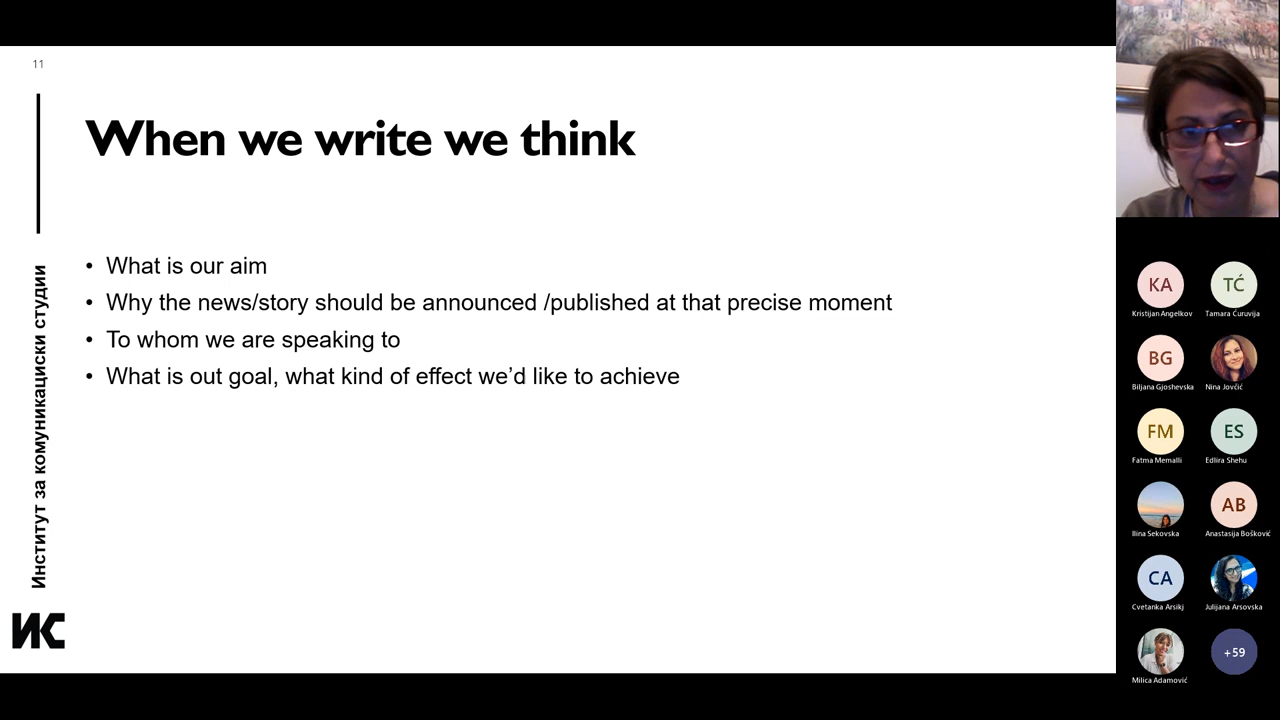 11
When we write we think
• What is our aim
• Why the news/story should be announced /published at that precise moment
• To whom we are speaking to
• What is out goal, what kind of effect we’d like to achieve
Институт за комуникациски студии
ИС
KA
Kristijan Angelkov
TĆ
Tamara Ćuruvija
BG
Biljana Gjoshevska
Nina Jovčić
FM
Fatma Memalli
ES
Edlira Shehu
Ilina Sekovska
AB
Anastasija Bošković
CA
Cvetanka Arsikj
Julijana Arsovska
Milica Adamović
+59